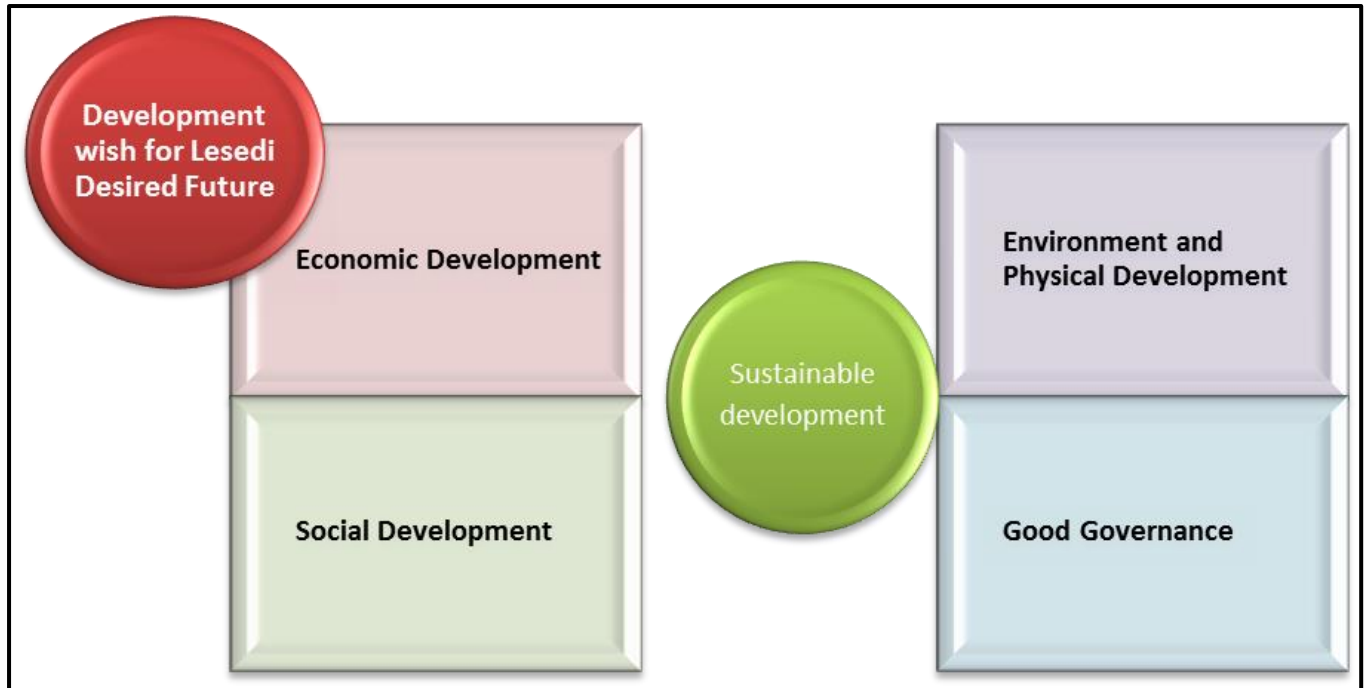 Development
wish for Lesedi
Desired Future
Economic Development
Social Development
Sustainable
development
Environment and
Physical Development
Good Governance